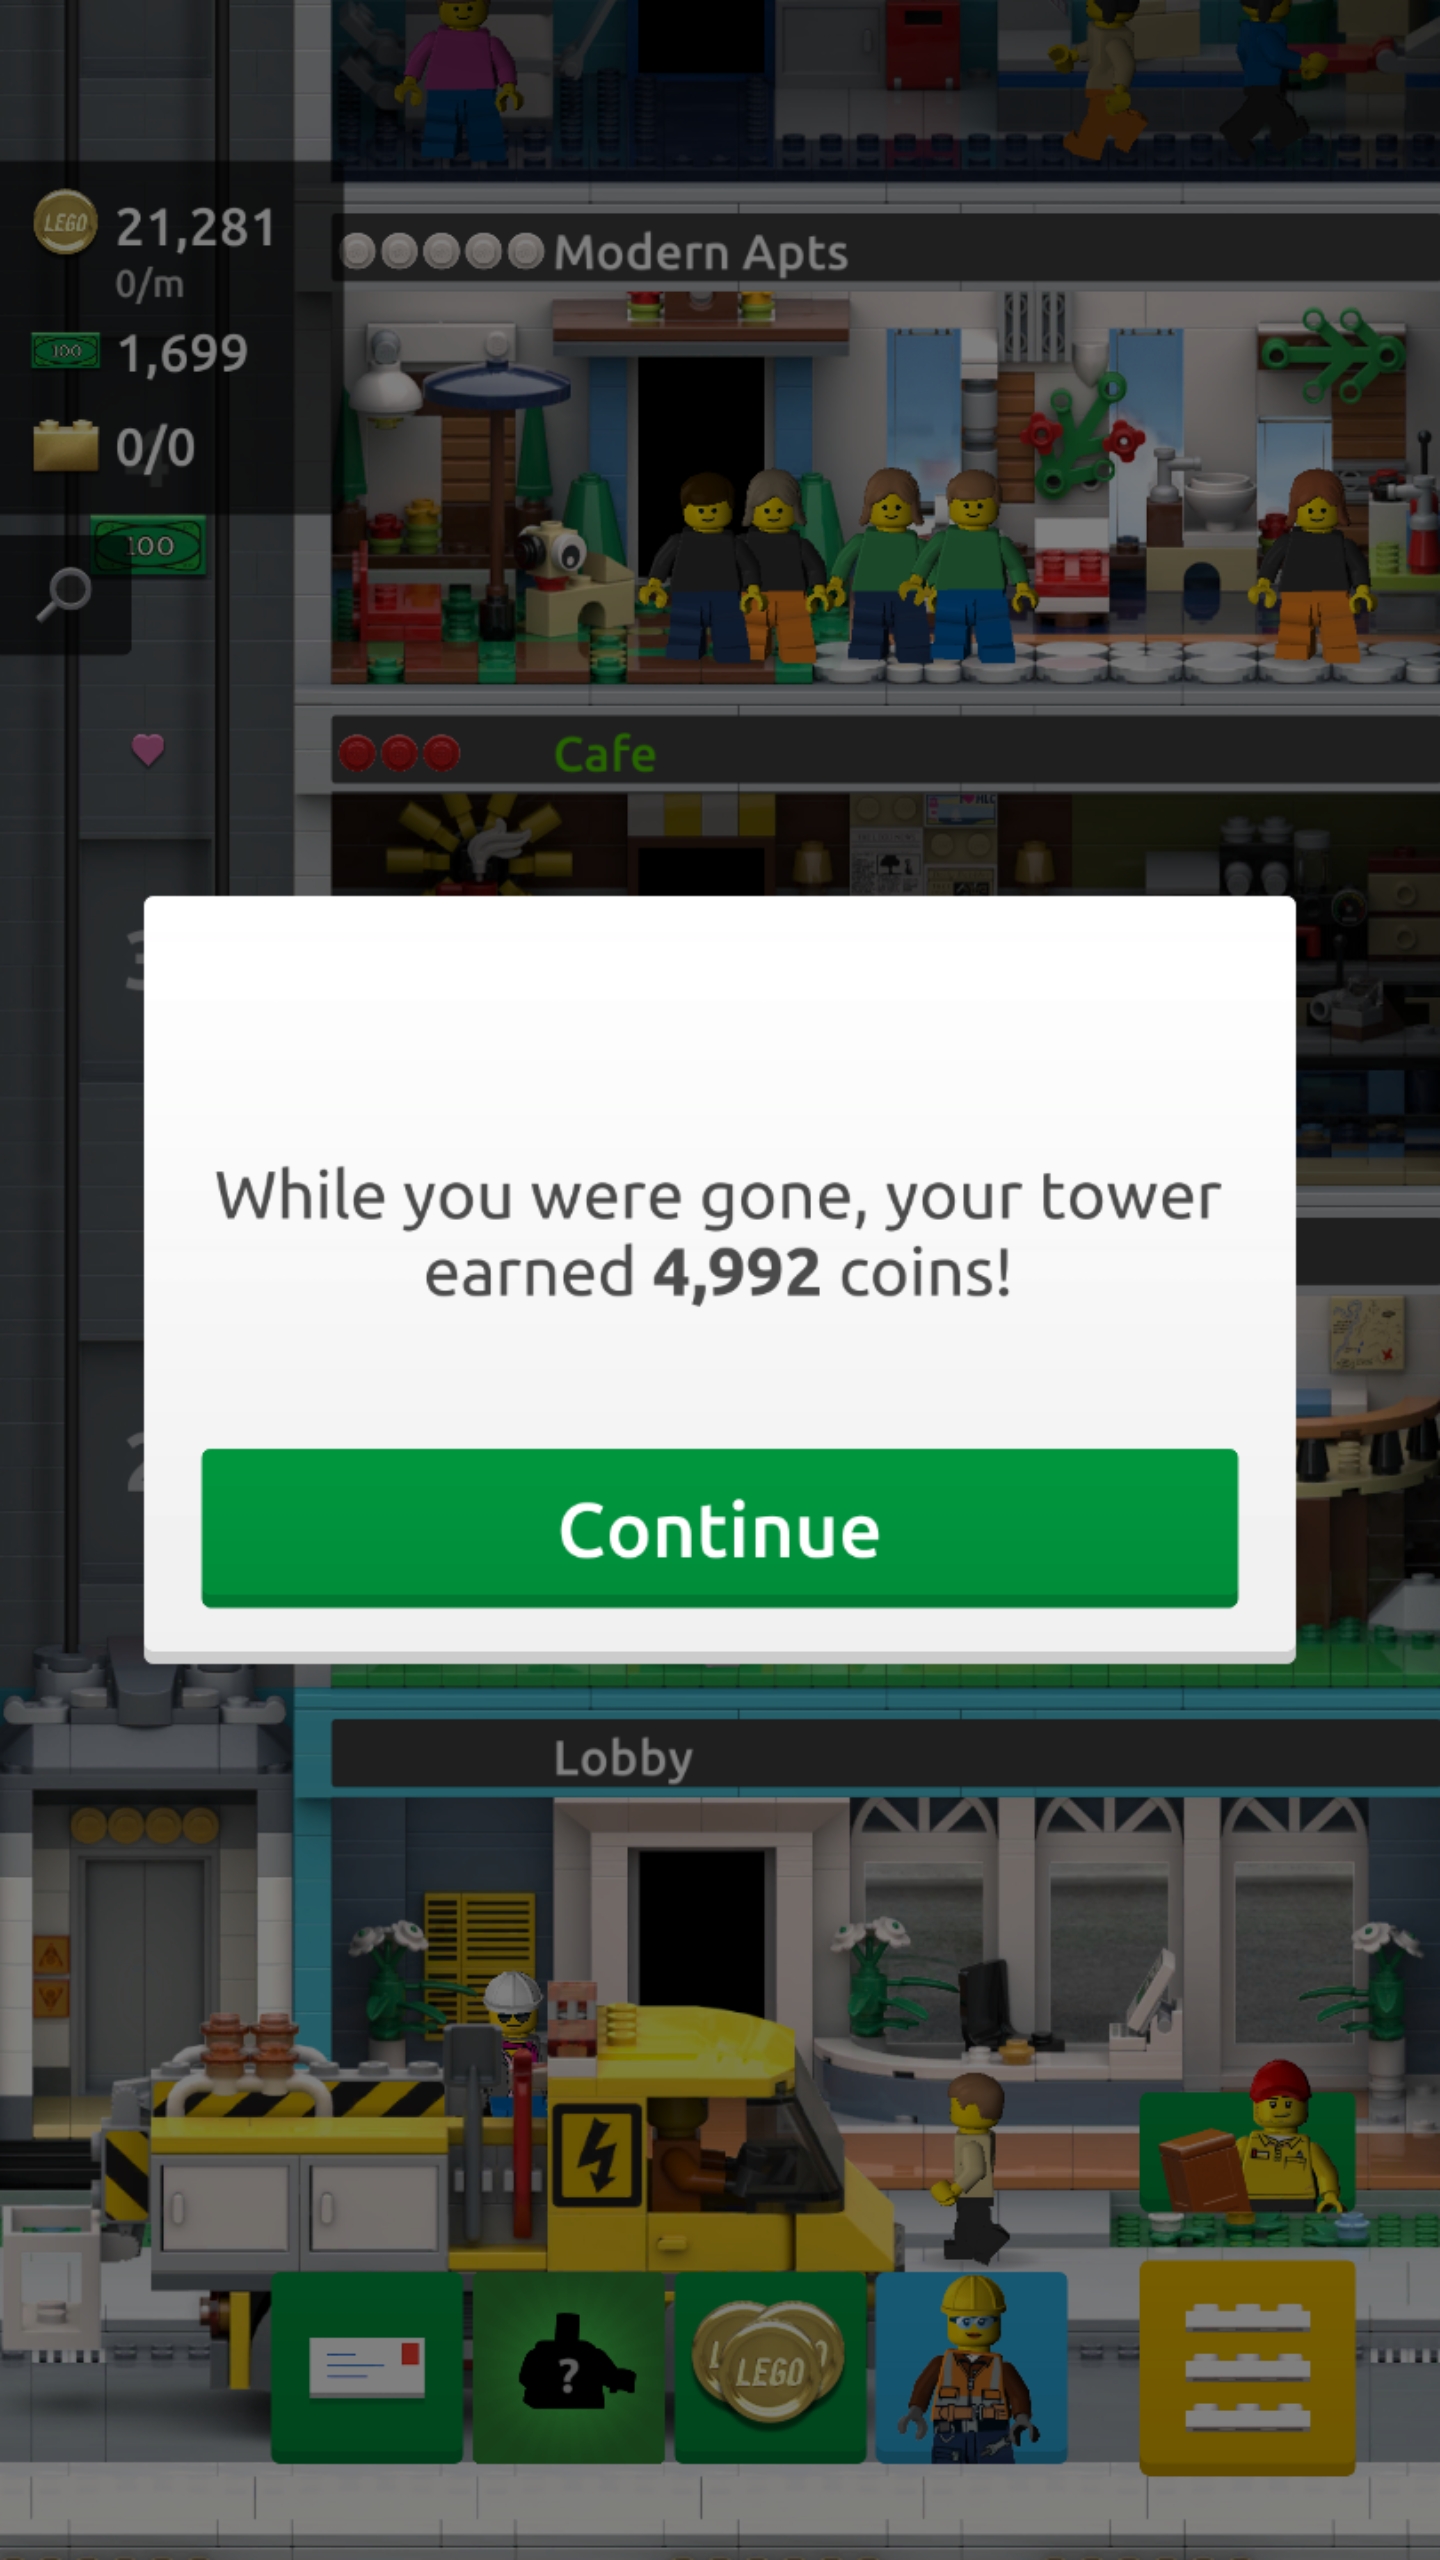 LEGO 21,281
0/m
100 1,699
0/0
100
Modern Apts
Cafe
While you were gone, your tower
earned 4,992 coins!
Continue
Lobby
?
LEGO